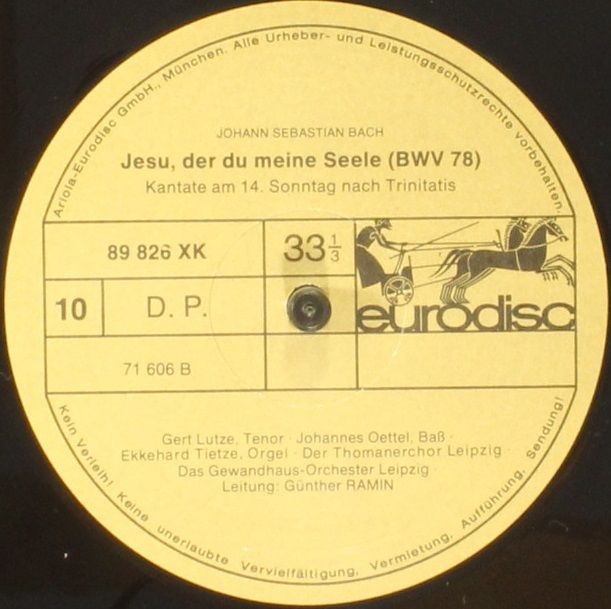 Ariola-Eurodisc GmbH., München. Alle Urheber- und Leistungsschutzrechte vorbehalten.
JOHANN SEBASTIAN BACH
Jesu, der du meine Seele (BWV 78)
Kantate am 14. Sonntag nach Trinitatis
89 826 XK
33 1/3
10
D. P.
eurodisc
71 606 B
Gert Lutze, Tenor · Johannes Oettel, Baß ·
Ekkehard Tietze, Orgel · Der Thomanerchor Leipzig ·
Das Gewandhaus-Orchester Leipzig ·
Leitung: Günther RAMIN
Kein Verleih! Keine unerlaubte Vervielfältigung, Vermietung, Aufführung, Sendung!